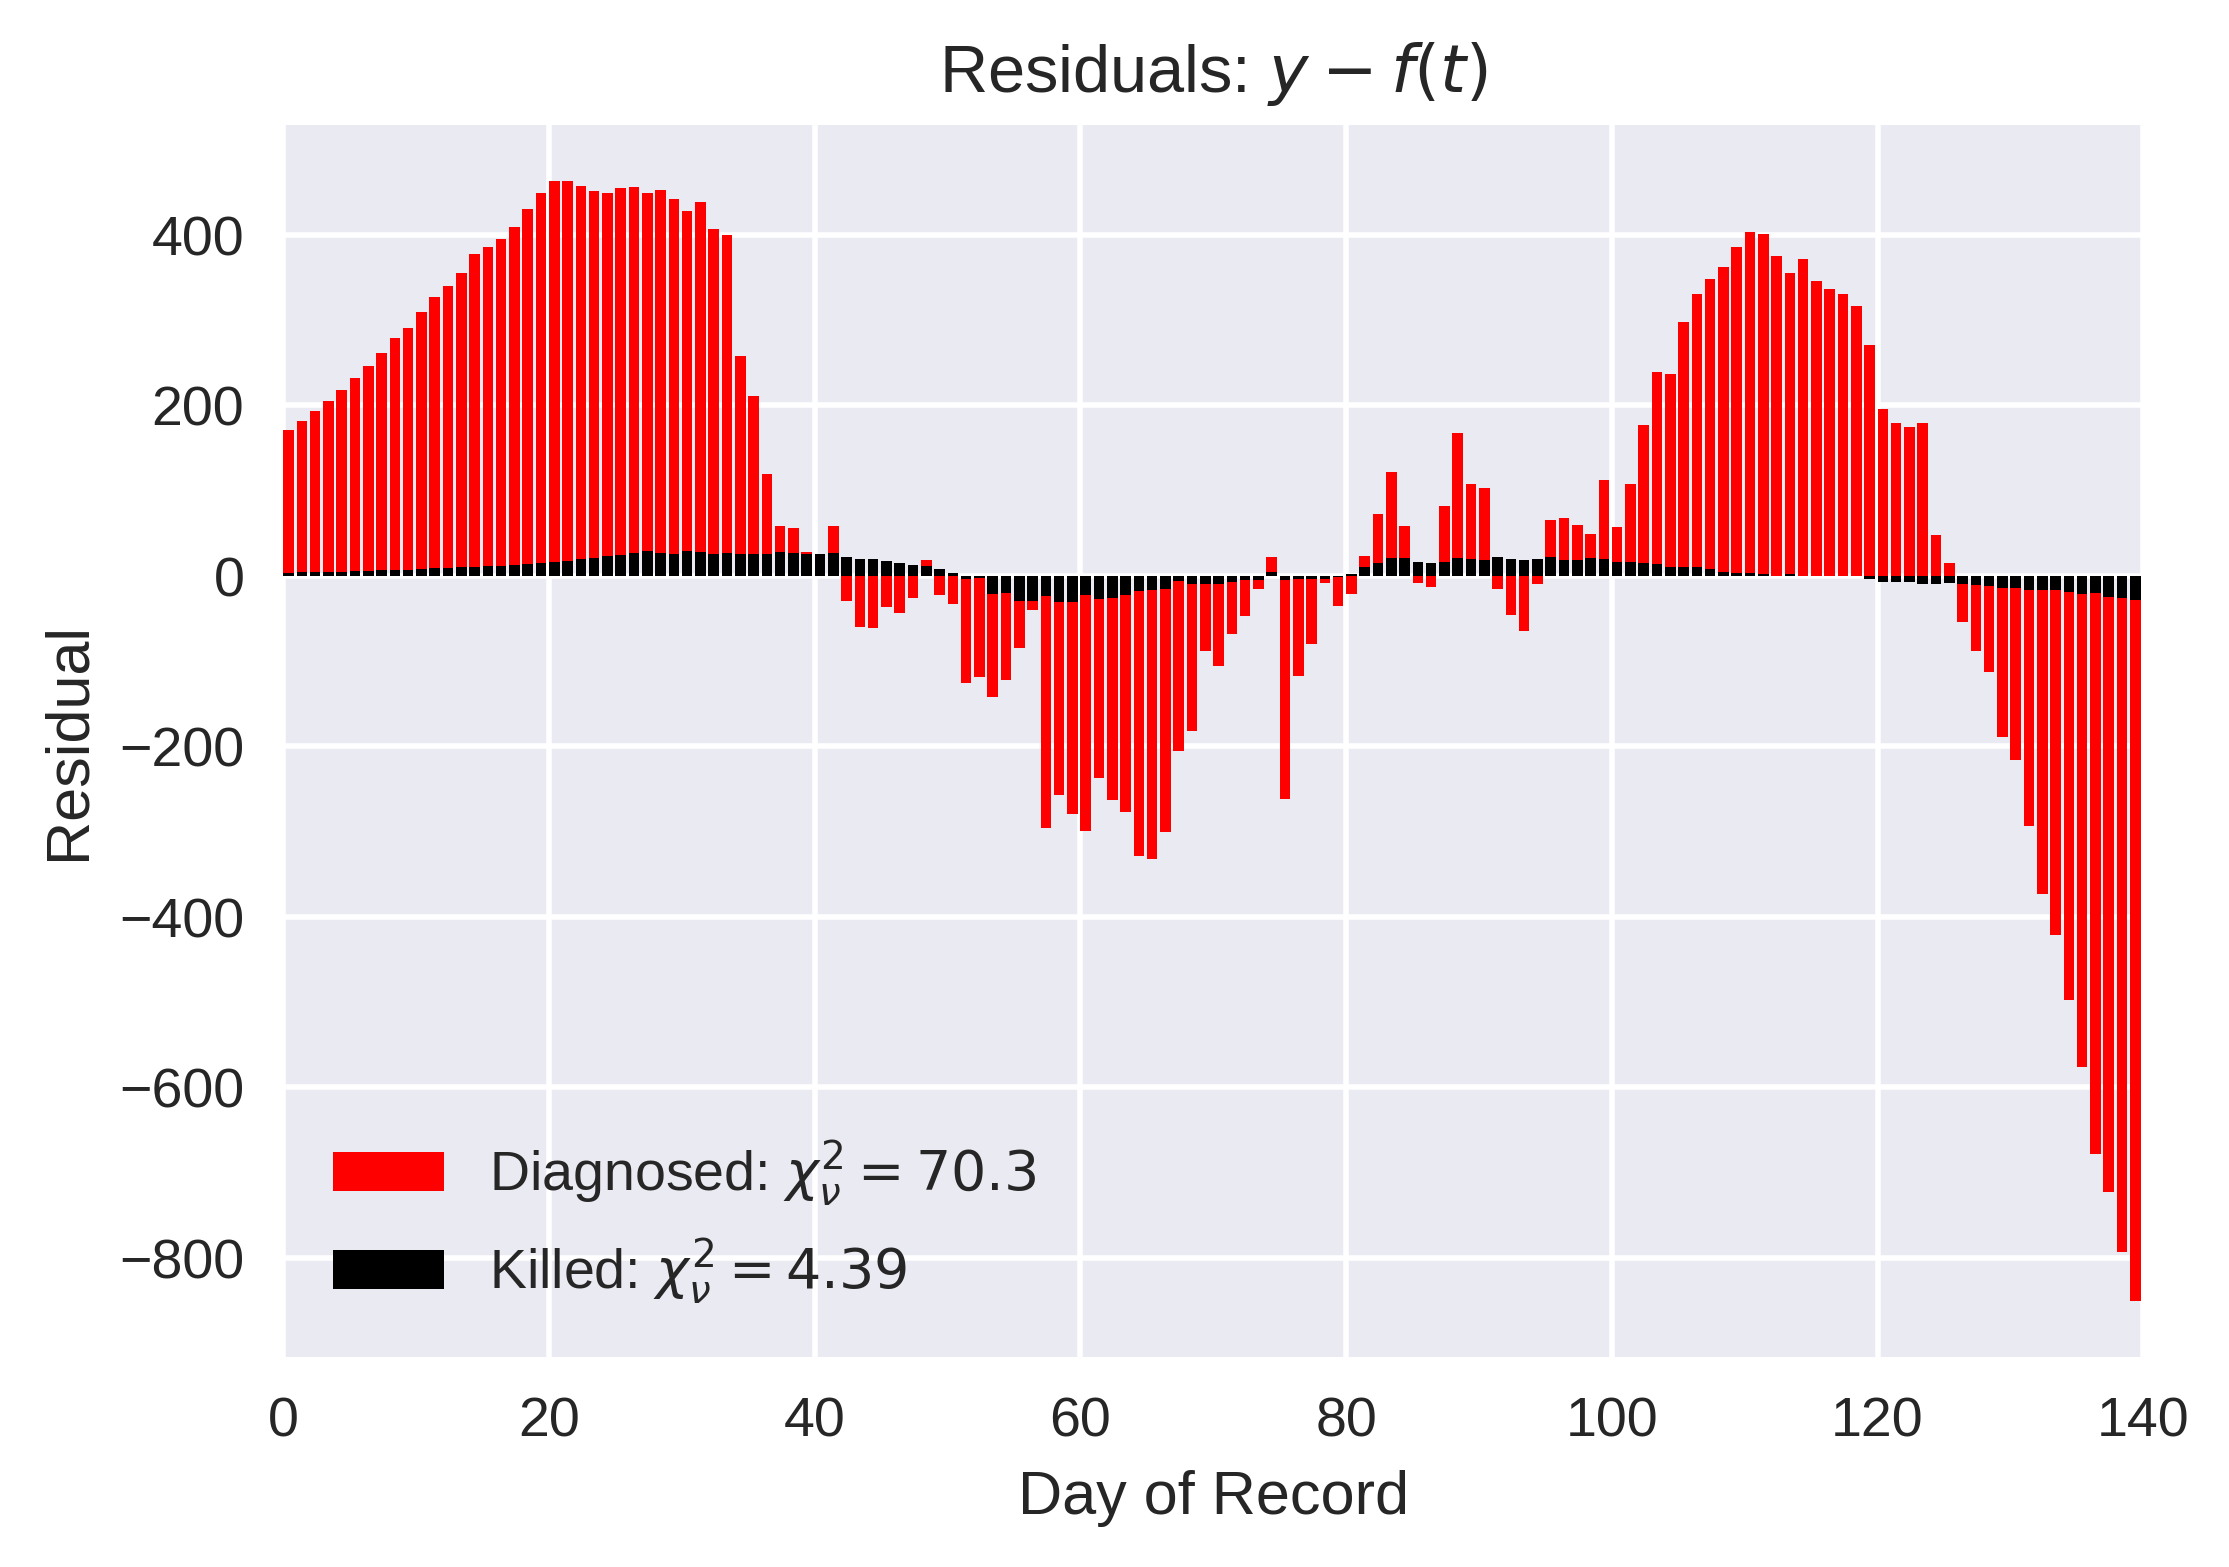 Residuals: y − f(t)
400
200
0
−200
−400
−600
−800
Residual
Diagnosed: χ²ᵥ = 70.3
Killed: χ²ᵥ = 4.39
0 20 40 60 80 100 120 140
Day of Record